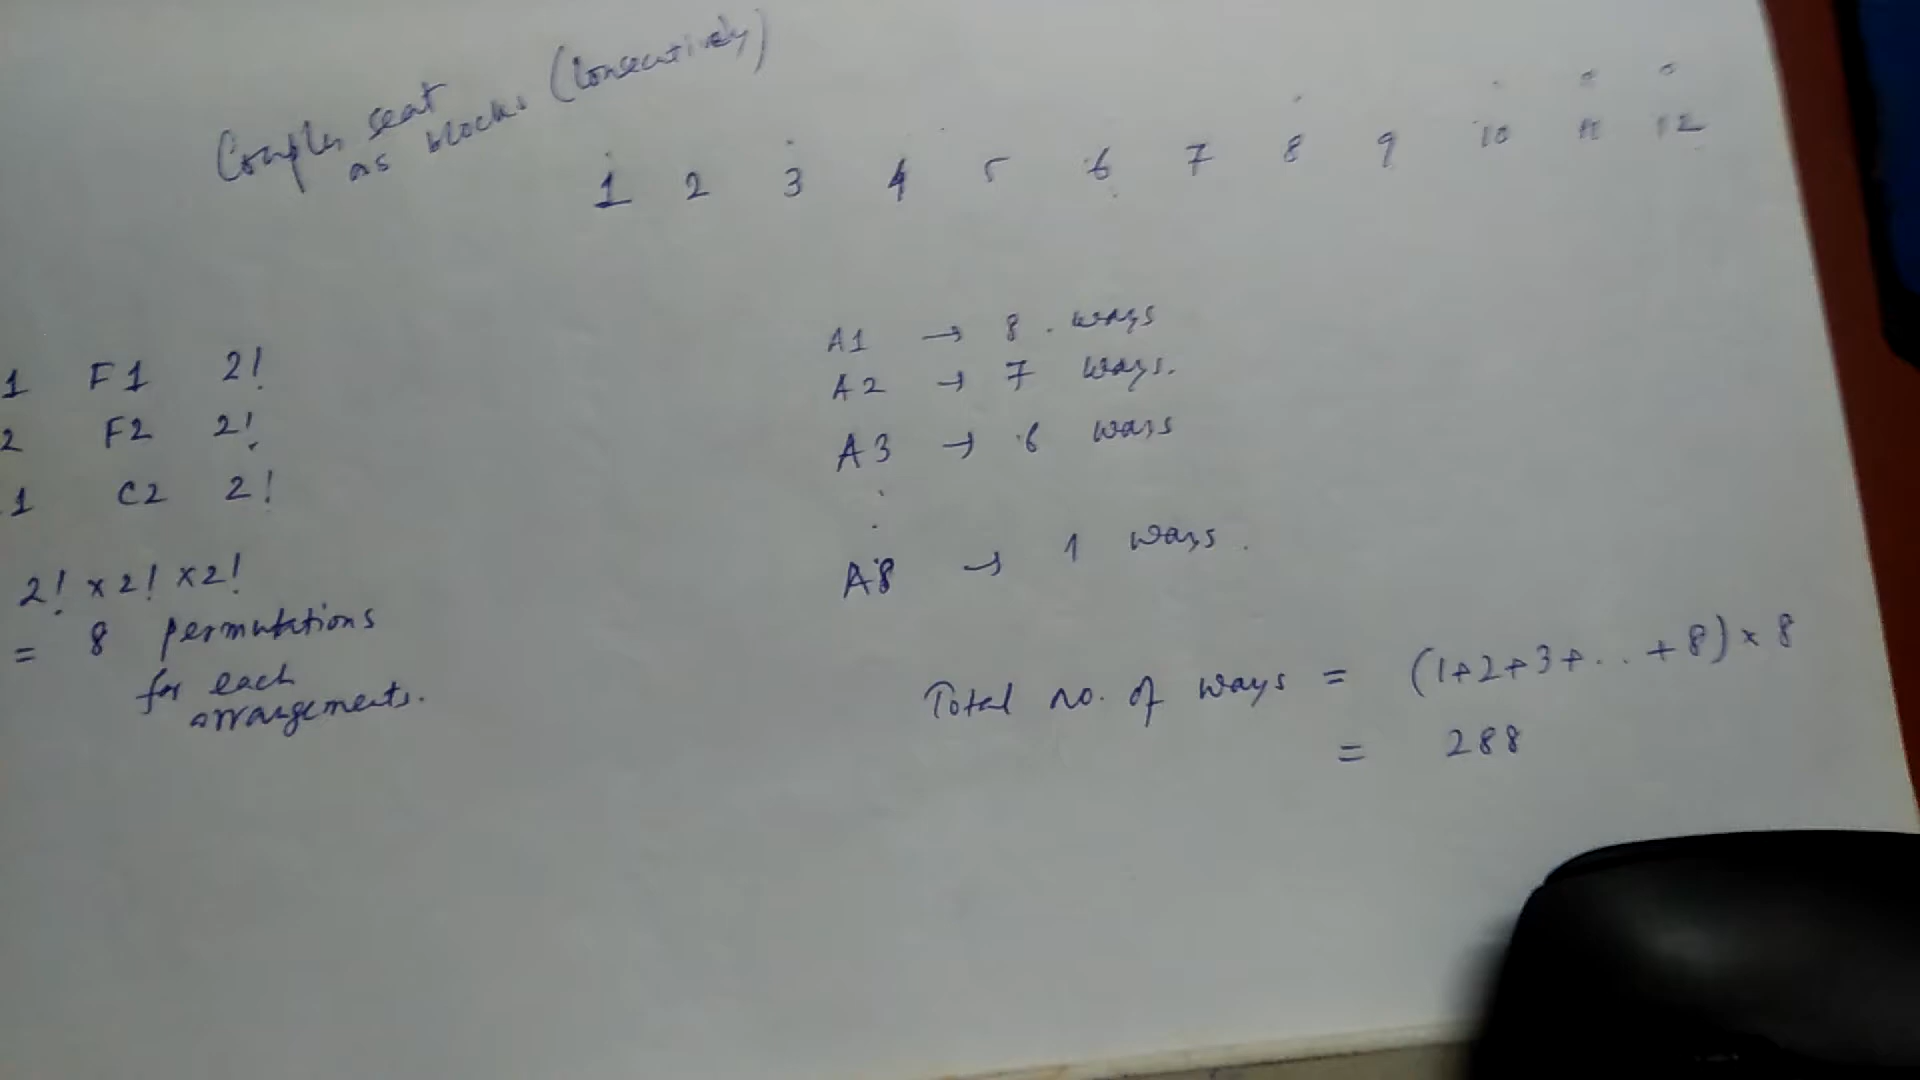 Couples seat
as blocks (Consecutively)
1 2 3 4 5 6 7 8 9 10 11 12
1 F1 2!
2 F2 2!
1 C2 2!
2! x 2! x 2!
= 8 permutations
for each
arrangements.
A1 → 8 ways
A2 → 7 ways.
A3 → 6 ways
.
.
A8 → 1 ways.
Total no. of ways = (1+2+3+...+8) x 8
= 288